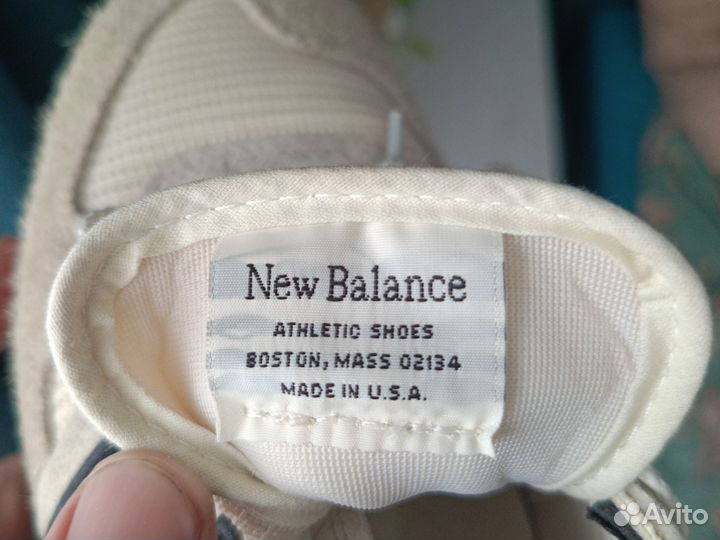 New Balance
ATHLETIC SHOES
BOSTON, MASS 02134
MADE IN U.S.A.
Avito